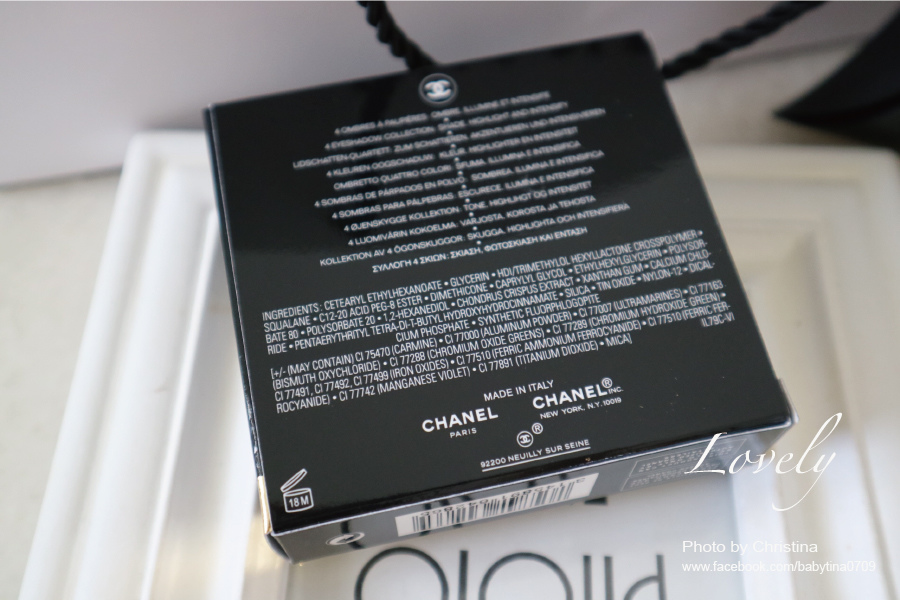 4 OMBRES À PAUPIÈRES: OMBRE, ILLUMINE ET INTENSIFIE
4 EYESHADOW COLLECTION: SHADE, HIGHLIGHT AND INTENSIFY
LIDSCHATTEN-QUARTETT: ZUM SCHATTIEREN, AKZENTUIEREN UND INTENSIVIEREN
4 KLEUREN OOGSCHADUW: KLEUR, HIGHLIGHTEN EN INTENSITEIT
OMBRETTO QUATTRO COLORI: SFUMA, ILLUMINA E INTENSIFICA
4 SOMBRAS DE PÁRPADOS EN POLVO: SOMBREA, ILUMINA E INTENSIFICA
4 SOMBRAS PARA PÁLPEBRAS: ESCURECE, ILUMINA E INTENSIFICA
4 ØJENSKYGGE KOLLEKTION: TONE, HIGHLIGHT OG INTENSITET
4 LUOMIVÄRIN KOKOELMA: VARJOSTA, KOROSTA JA TEHOSTA
KOLLEKTION AV 4 ÖGONSKUGGOR: SKUGGA, HIGHLIGHTA OCH INTENSIFIERA
ΣΥΛΛΟΓΗ 4 ΣΚΙΩΝ: ΣΚΙΑΣΗ, ΦΩΤΟΣΚΙΑΣΗ ΚΑΙ ΕΝΤΑΣΗ
INGREDIENTS: CETEARYL ETHYLHEXANOATE • GLYCERIN • HDI/TRIMETHYLOL HEXYLLACTONE CROSSPOLYMER •
SQUALANE • C12-20 ACID PEG-8 ESTER • DIMETHICONE • CAPRYLYL GLYCOL • ETHYLHEXYLGLYCERIN • POLYSOR-
BATE 80 • POLYSORBATE 20 • 1,2-HEXANEDIOL • CHONDRUS CRISPUS EXTRACT • XANTHAN GUM • CALCIUM CHLO-
RIDE • PENTAERYTHRITYL TETRA-DI-T-BUTYL HYDROXYHYDROCINNAMATE • SILICA • TIN OXIDE • NYLON-12 • DICAL-
CIUM PHOSPHATE • SYNTHETIC FLUORPHLOGOPITE
[+/- (MAY CONTAIN) CI 75470 (CARMINE) • CI 77000 (ALUMINUM POWDER) • CI 77007 (ULTRAMARINES) • CI 77163
(BISMUTH OXYCHLORIDE) • CI 77288 (CHROMIUM OXIDE GREENS) • CI 77289 (CHROMIUM HYDROXIDE GREEN) •
CI 77491, CI 77492, CI 77499 (IRON OXIDES) • CI 77510 (FERRIC AMMONIUM FERROCYANIDE) • CI 77510 (FERRIC FER-
ROCYANIDE) • CI 77742 (MANGANESE VIOLET) • CI 77891 (TITANIUM DIOXIDE) • MICA]
IL79C-VI
MADE IN ITALY
CHANEL
PARIS
CHANEL® INC.
NEW YORK, N.Y. 10019
®
92200 NEUILLY SUR SEINE
18 M
Lovely
Photo by Christina
www.facebook.com/babytina0709